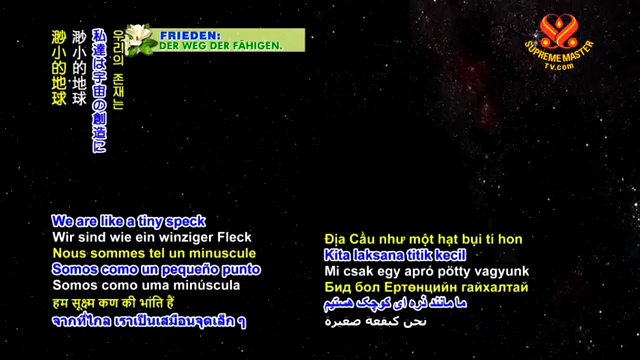 FRIEDEN:
DER WEG DER FÄHIGEN.
SUPREME MASTER
TV.com
渺小的地球
渺小的地球
私達は宇宙の創造に
우리의 존재는
We are like a tiny speck
Wir sind wie ein winziger Fleck
Nous sommes tel un minuscule
Somos como un pequeño punto
Somos como uma minúscula
हम सूक्ष्म कण की भांति हैं
จากที่ไกล เราเป็นเสมือนจุดเล็ก ๆ
Địa Cầu như một hạt bụi tí hon
Kita laksana titik kecil
Mi csak egy apró pötty vagyunk
Бид бол Ертөнцийн гайхалтай
ما مانند ذره ای کوچک هستیم
نحن كبقعة صغيرة